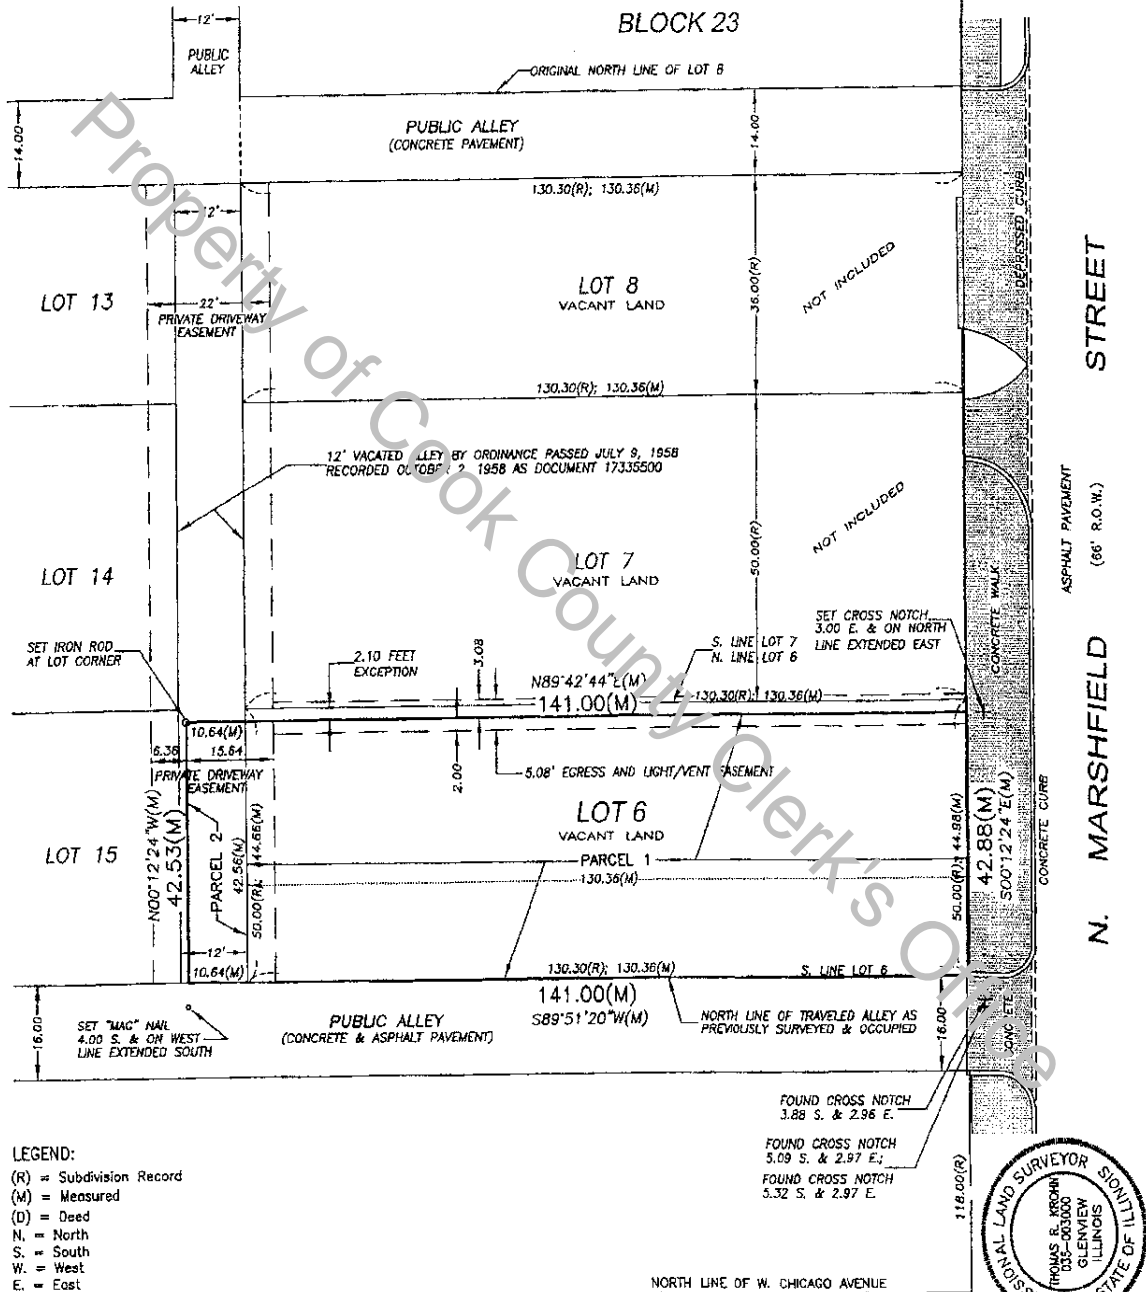 BLOCK 23
12'
PUBLIC
ALLEY
ORIGINAL NORTH LINE OF LOT 8
14.00
PUBLIC ALLEY
(CONCRETE PAVEMENT)
14.00
130.30(R); 130.36(M)
12'
DEPRESSED CURB
LOT 13
22'
PRIVATE DRIVEWAY
EASEMENT
LOT 8
VACANT LAND
36.00(R)
NOT INCLUDED
N. MARSHFIELD STREET
130.30(R); 130.36(M)
12' VACATED ALLEY BY ORDINANCE PASSED JULY 9, 1958
RECORDED OCTOBER 2, 1958 AS DOCUMENT 17335500
ASPHALT PAVEMENT
(66' R.O.W.)
NOT INCLUDED
50.00(R)
LOT 14
LOT 7
VACANT LAND
CONCRETE WALK
SET CROSS NOTCH
3.00 E. & ON NORTH
LINE EXTENDED EAST
SET IRON ROD
AT LOT CORNER
2.10 FEET
EXCEPTION
3.08
S. LINE LOT 7
N. LINE LOT 6
N89°42'44"E(M)
141.00(M)
130.30(R); 130.36(M)
10.64(M)
6.36
15.64
PRIVATE DRIVEWAY
EASEMENT
2.00
5.08' EGRESS AND LIGHT/VENT EASEMENT
LOT 6
VACANT LAND
PARCEL 1
130.36(M)
LOT 15
N00°12'24"W(M)
42.53(M)
PARCEL 2
42.56(M)
50.00(R); 44.66(M)
50.00(R); 44.98(M)
42.88(M)
S00°12'24"E(M)
CONCRETE CURB
12'
10.64(M)
130.30(R); 130.36(M)
S. LINE LOT 6
141.00(M)
S89°51'20"W(M)
16.00
SET "MAG" NAIL
4.00 S. & ON WEST
LINE EXTENDED SOUTH
PUBLIC ALLEY
(CONCRETE & ASPHALT PAVEMENT)
NORTH LINE OF TRAVELED ALLEY AS
PREVIOUSLY SURVEYED & OCCUPIED
16.00
CONCRETE
FOUND CROSS NOTCH
3.88 S. & 2.96 E.
FOUND CROSS NOTCH
5.09 S. & 2.97 E.;
FOUND CROSS NOTCH
5.32 S. & 2.97 E.
118.00(R)
LEGEND:
(R) = Subdivision Record
(M) = Measured
(D) = Deed
N. = North
S. = South
W. = West
E. = East
NORTH LINE OF W. CHICAGO AVENUE
LAND SURVEYOR
THOMAS R. KROHN
035-003000
GLENVIEW
ILLINOIS
STATE OF ILLINOIS
Property of Cook County Clerk's Office